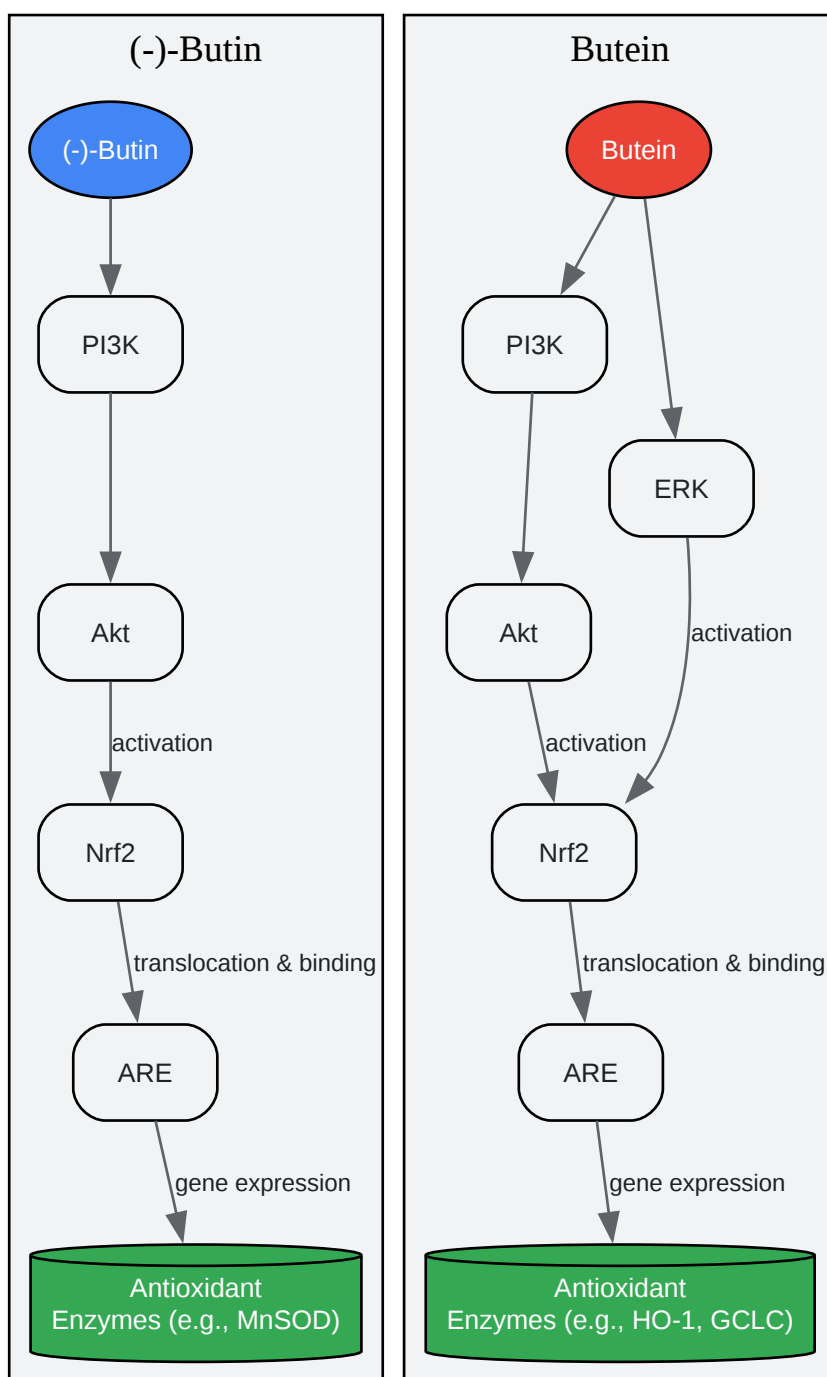 (-)-Butin
(-)-Butin
PI3K
Akt
activation
Nrf2
translocation & binding
ARE
gene expression
Antioxidant
Enzymes (e.g., MnSOD)
Butein
Butein
PI3K
ERK
Akt
activation
activation
Nrf2
translocation & binding
ARE
gene expression
Antioxidant
Enzymes (e.g., HO-1, GCLC)